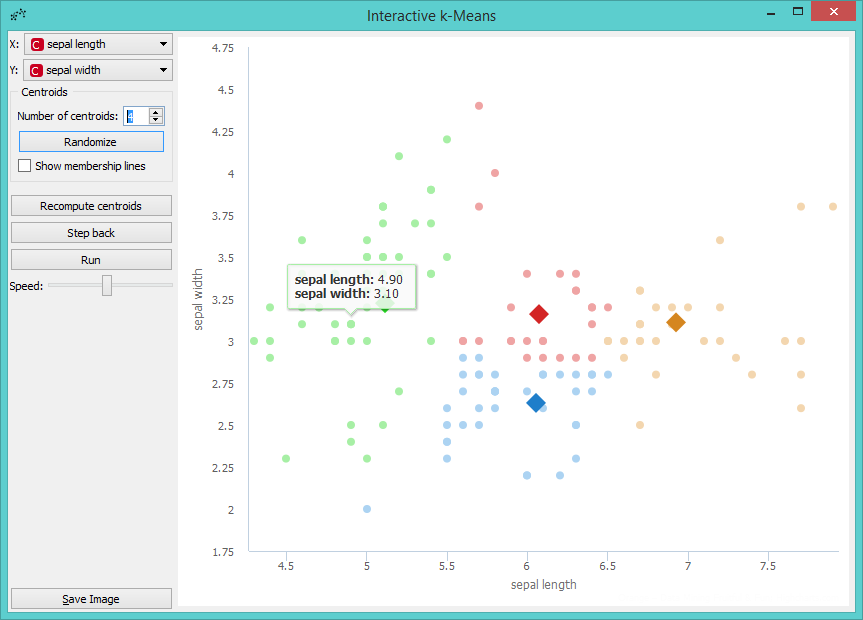 Interactive k-Means
X: C sepal length
Y: C sepal width
Centroids
Number of centroids: 4
Randomize
Show membership lines
Recompute centroids
Step back
Run
Speed:
Save Image
4.75
4.5
4.25
4
3.75
3.5
3.25
3
2.75
2.5
2.25
2
1.75
sepal width
sepal length: 4.90
sepal width: 3.10
4.5 5 5.5 6 6.5 7 7.5
sepal length